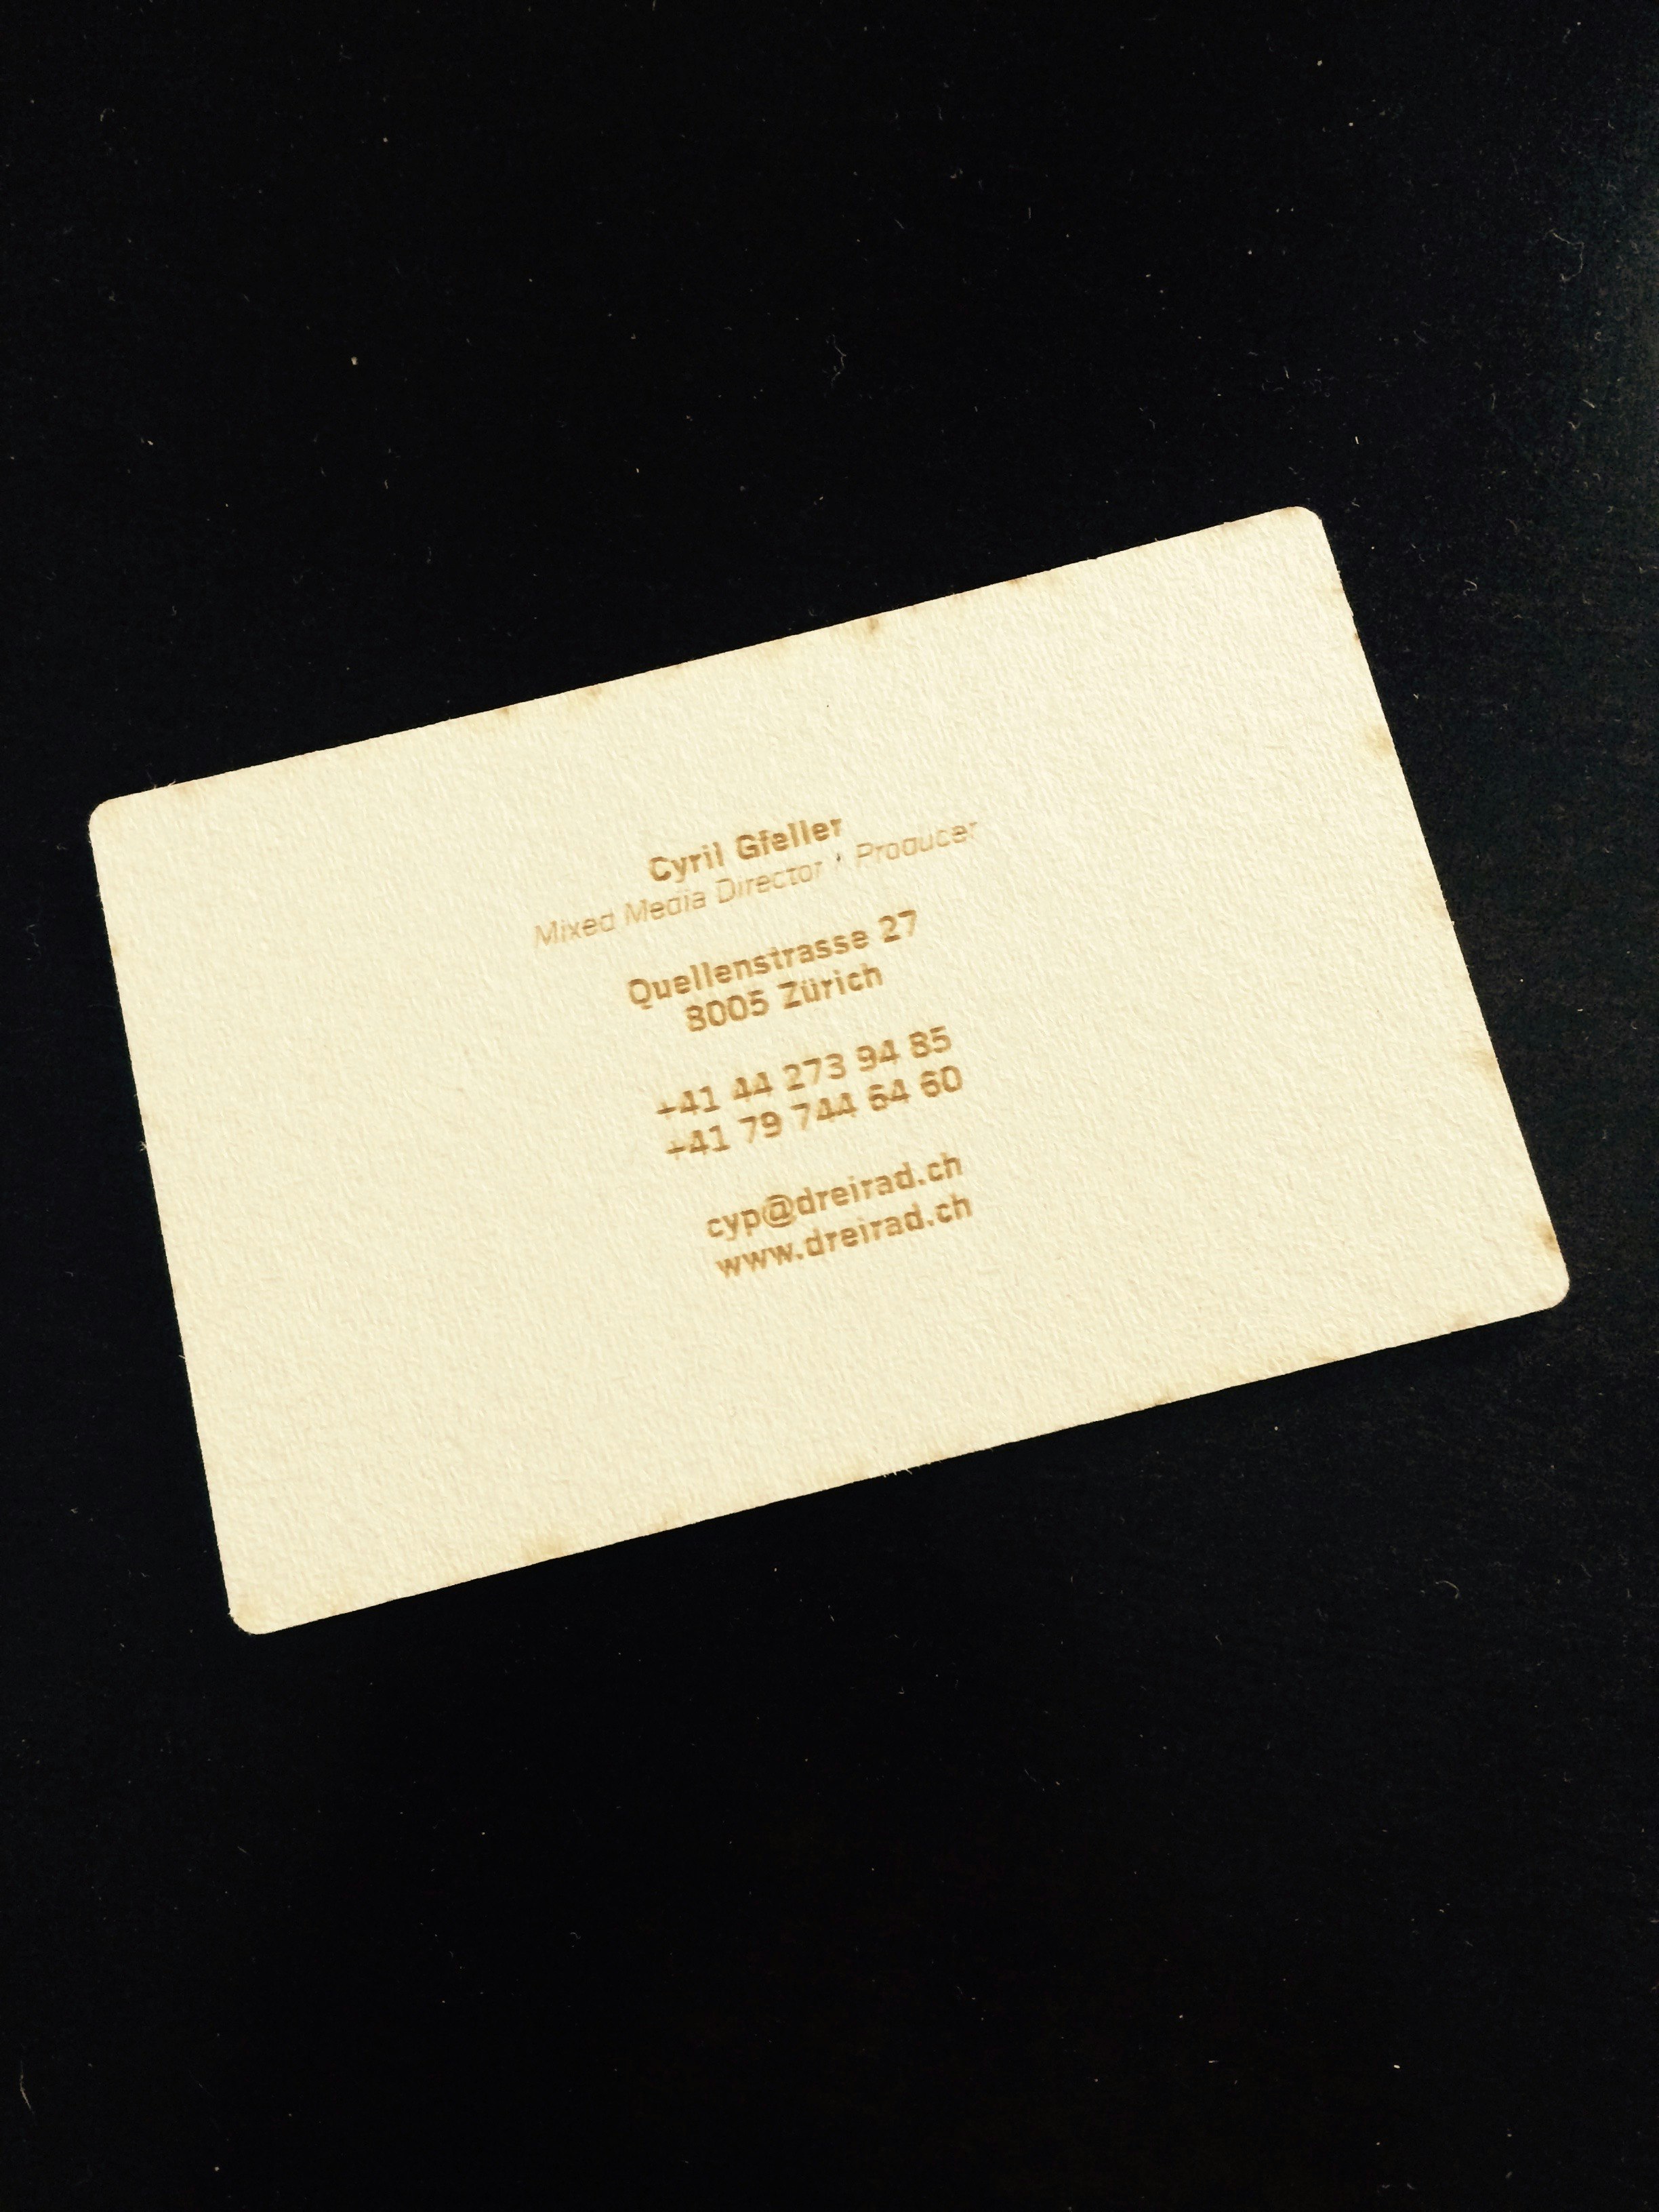 Cyril Gfeller
Mixed Media Director / Producer
Quellenstrasse 27
8005 Zürich
+41 44 273 94 85
+41 79 744 64 60
cyp@dreirad.ch
www.dreirad.ch